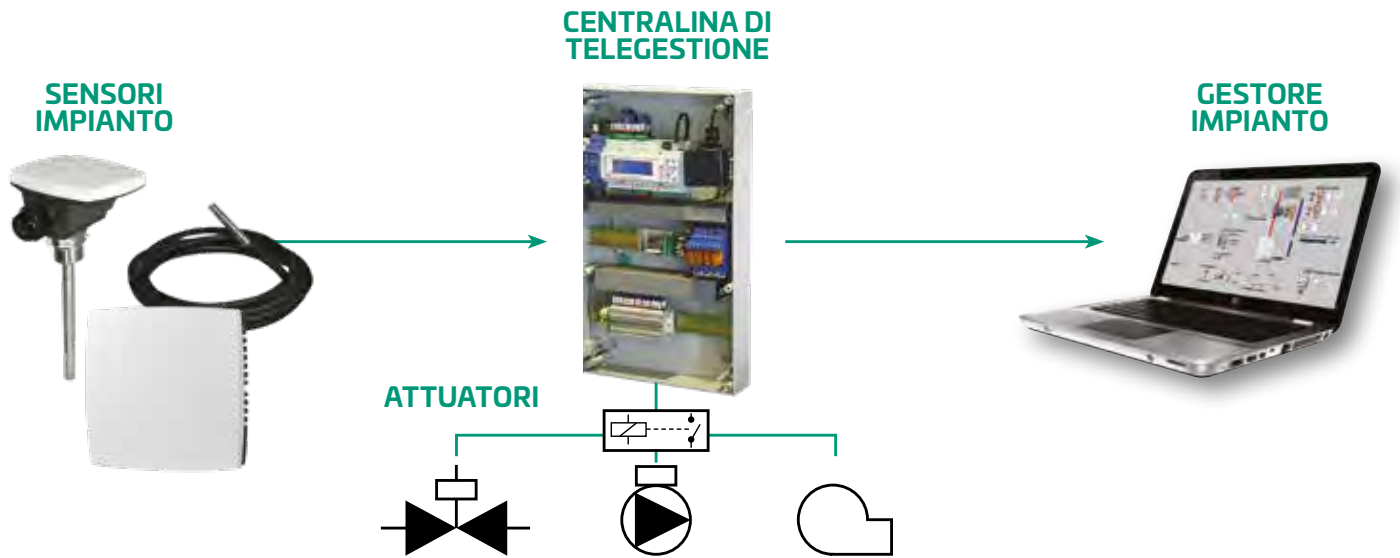 CENTRALINA DI
TELEGESTIONE
SENSORI
IMPIANTO
GESTORE
IMPIANTO
ATTUATORI